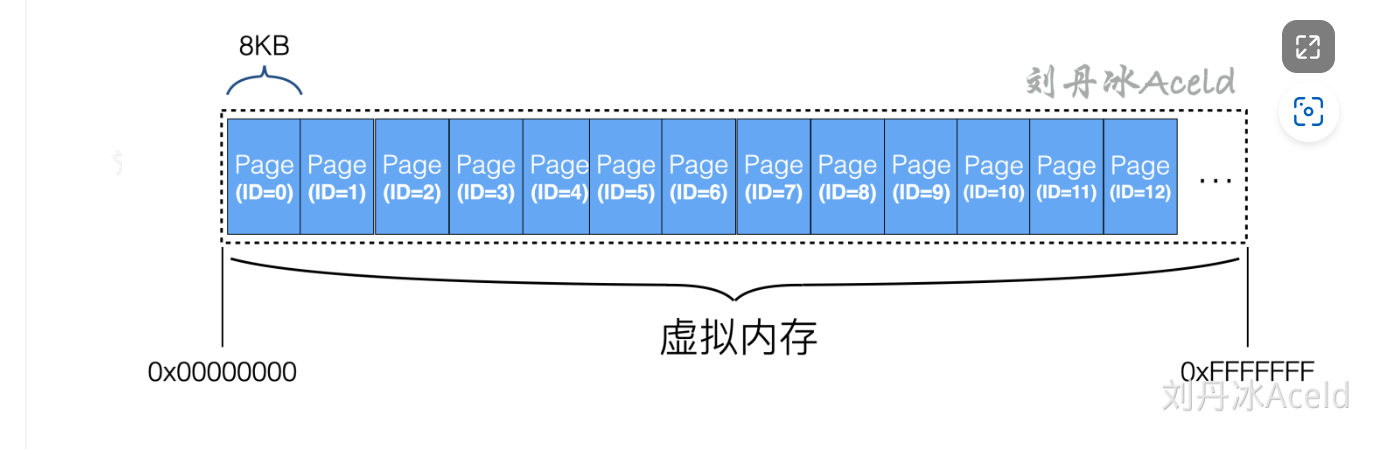 8KB
刘丹冰Aceld
Page Page Page Page Page Page Page Page Page Page Page Page Page ...
(ID=0) (ID=1) (ID=2) (ID=3) (ID=4) (ID=5) (ID=6) (ID=7) (ID=8) (ID=9) (ID=10) (ID=11) (ID=12)
虚拟内存
0x00000000 0xFFFFFFFF
刘丹冰Aceld